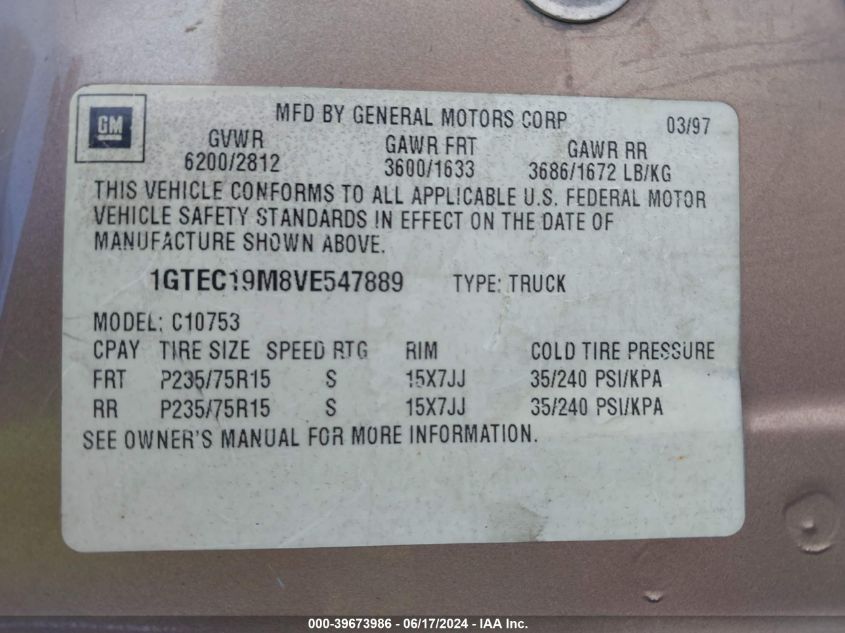 GM
MFD BY GENERAL MOTORS CORP 03/97
GVWR GAWR FRT GAWR RR
6200/2812 3600/1633 3686/1672 LB/KG
THIS VEHICLE CONFORMS TO ALL APPLICABLE U.S. FEDERAL MOTOR
VEHICLE SAFETY STANDARDS IN EFFECT ON THE DATE OF
MANUFACTURE SHOWN ABOVE.
1GTEC19M8VE547889 TYPE: TRUCK
MODEL: C10753
CPAY TIRE SIZE SPEED RTG RIM COLD TIRE PRESSURE
FRT P235/75R15 S 15X7JJ 35/240 PSI/KPA
RR P235/75R15 S 15X7JJ 35/240 PSI/KPA
SEE OWNER'S MANUAL FOR MORE INFORMATION.
000-39673986 - 06/17/2024 - IAA Inc.